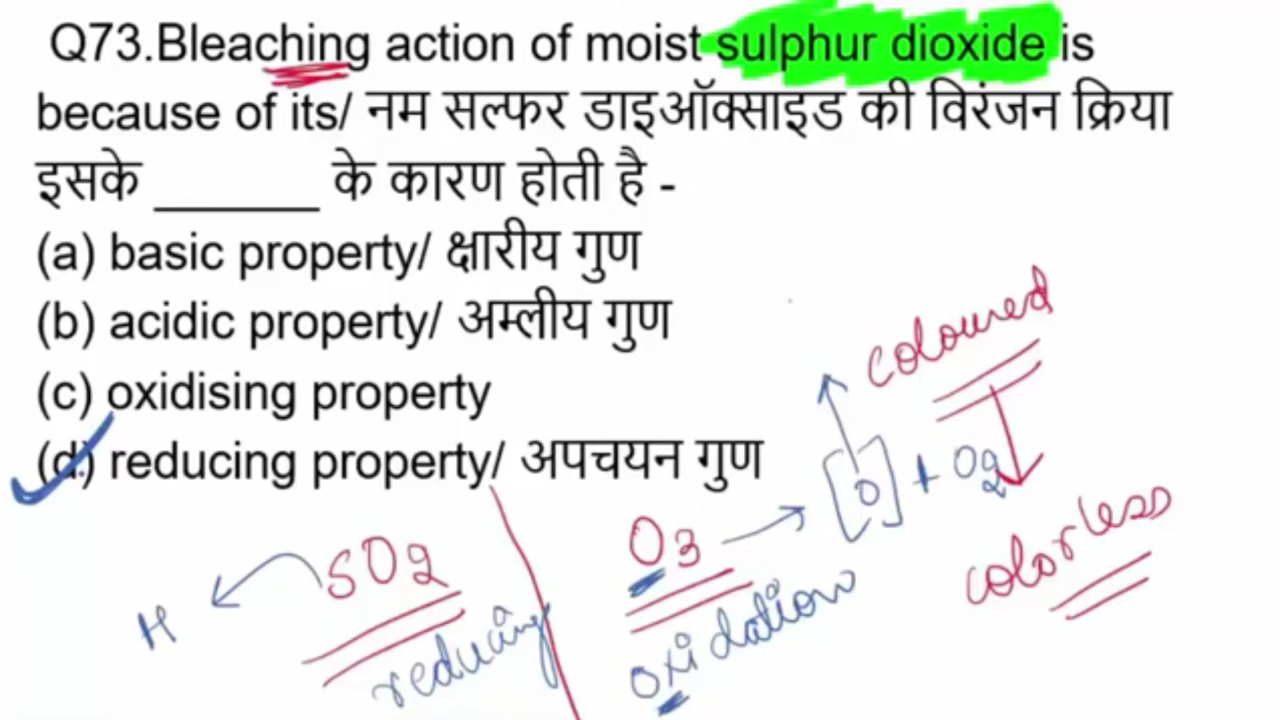 Q73.Bleaching action of moist sulphur dioxide is
because of its/ नम सल्फर डाइऑक्साइड की विरंजन क्रिया
इसके ______ के कारण होती है -
(a) basic property/ क्षारीय गुण
(b) acidic property/ अम्लीय गुण
(c) oxidising property
(d) reducing property/ अपचयन गुण
coloured
[O] + O2
colorless
H
SO2
reducing
O3
oxidation